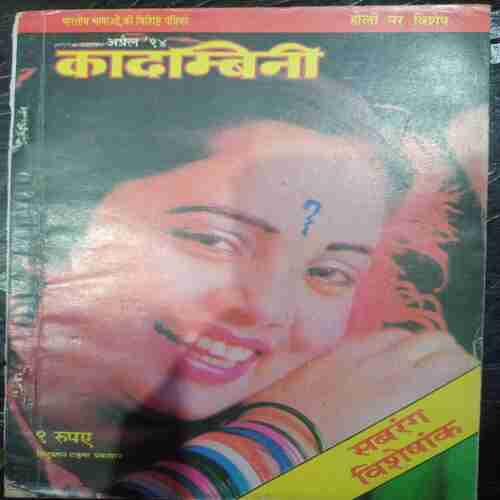 भारतीय भाषाओं की विशिष्ट पत्रिका
होली पर विशेष
अप्रैल '९४
कादम्बिनी
?
९ रुपए
हिन्दुस्तान टाइम्स प्रकाशन
सबरंग
विशेषांक